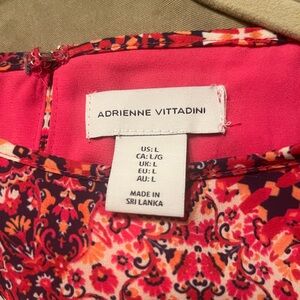 ADRIENNE VITTADINI
US: L
CA: L/G
UK: L
EU: L
AU: L
MADE IN
SRI LANKA